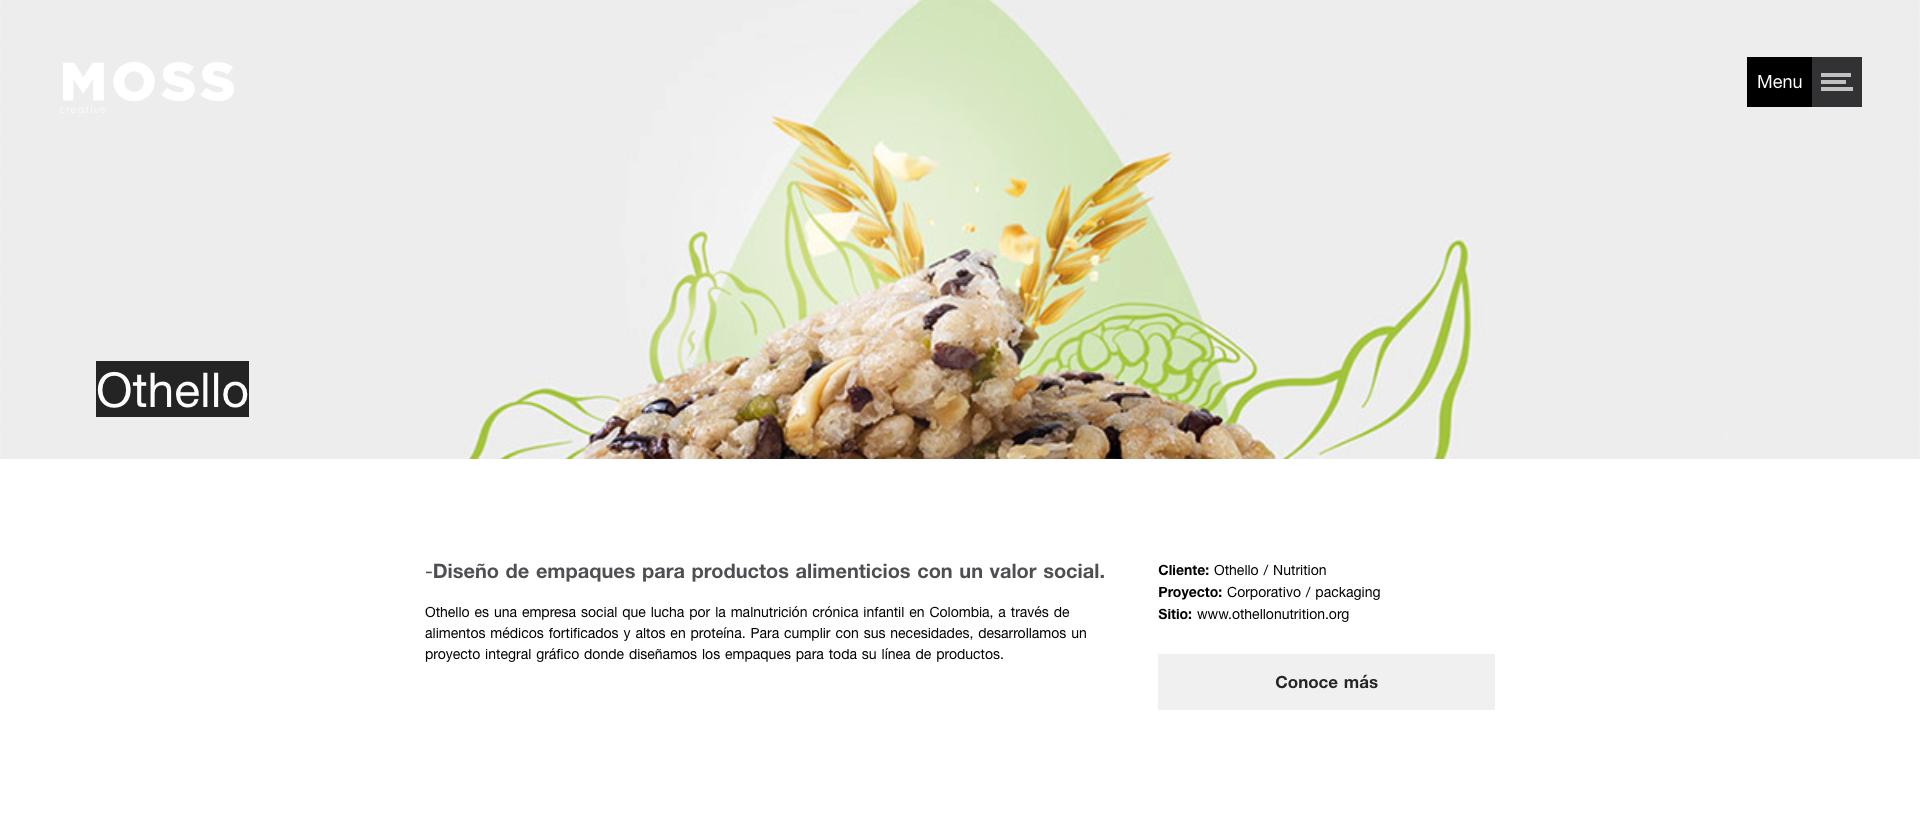 MOSS
creativo
Menu
Othello
-Diseño de empaques para productos alimenticios con un valor social.
Othello es una empresa social que lucha por la malnutrición crónica infantil en Colombia, a través de
alimentos médicos fortificados y altos en proteína. Para cumplir con sus necesidades, desarrollamos un
proyecto integral gráfico donde diseñamos los empaques para toda su línea de productos.
Cliente: Othello / Nutrition
Proyecto: Corporativo / packaging
Sitio: www.othellonutrition.org
Conoce más